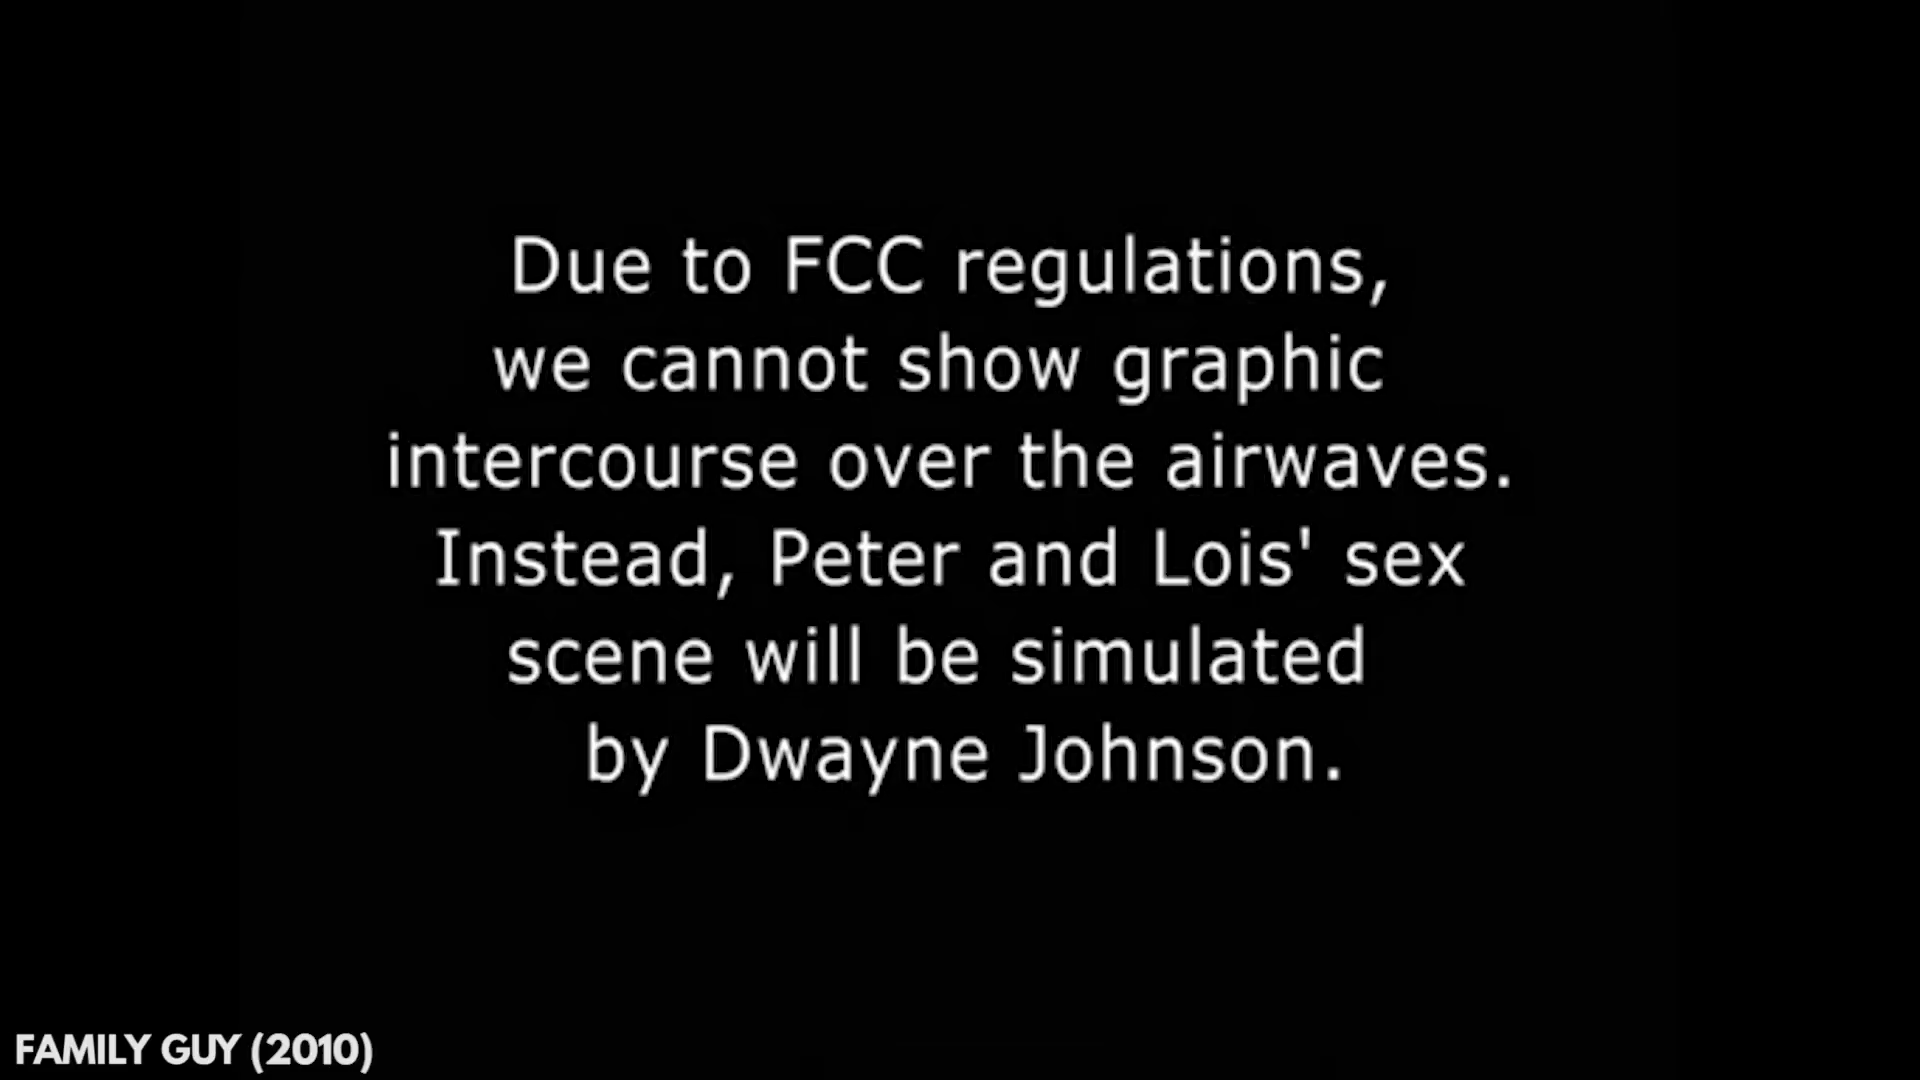 Due to FCC regulations,
we cannot show graphic
intercourse over the airwaves.
Instead, Peter and Lois' sex
scene will be simulated
by Dwayne Johnson.
FAMILY GUY (2010)